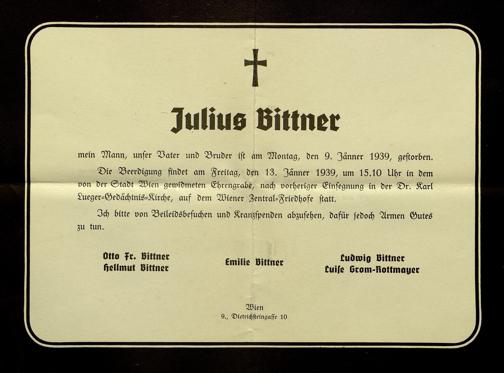 Julius Bittner
mein Mann, unser Vater und Bruder ist am Montag, den 9. Jänner 1939, gestorben.
Die Beerdigung findet am Freitag, den 13. Jänner 1939, um 15.10 Uhr in dem
von der Stadt Wien gewidmeten Ehrengrabe, nach vorheriger Einsegnung in der Dr. Karl
Lueger-Gedächtnis-Kirche, auf dem Wiener Zentral-Friedhofe statt.
Ich bitte von Beileidsbesuchen und Kranzspenden abzusehen, dafür jedoch Armen Gutes
zu tun.
Otto Fr. Bittner
Hellmut Bittner
Emilie Bittner
Ludwig Bittner
Luise Grom-Rottmayer
Wien
9., Dietrichsteingasse 10